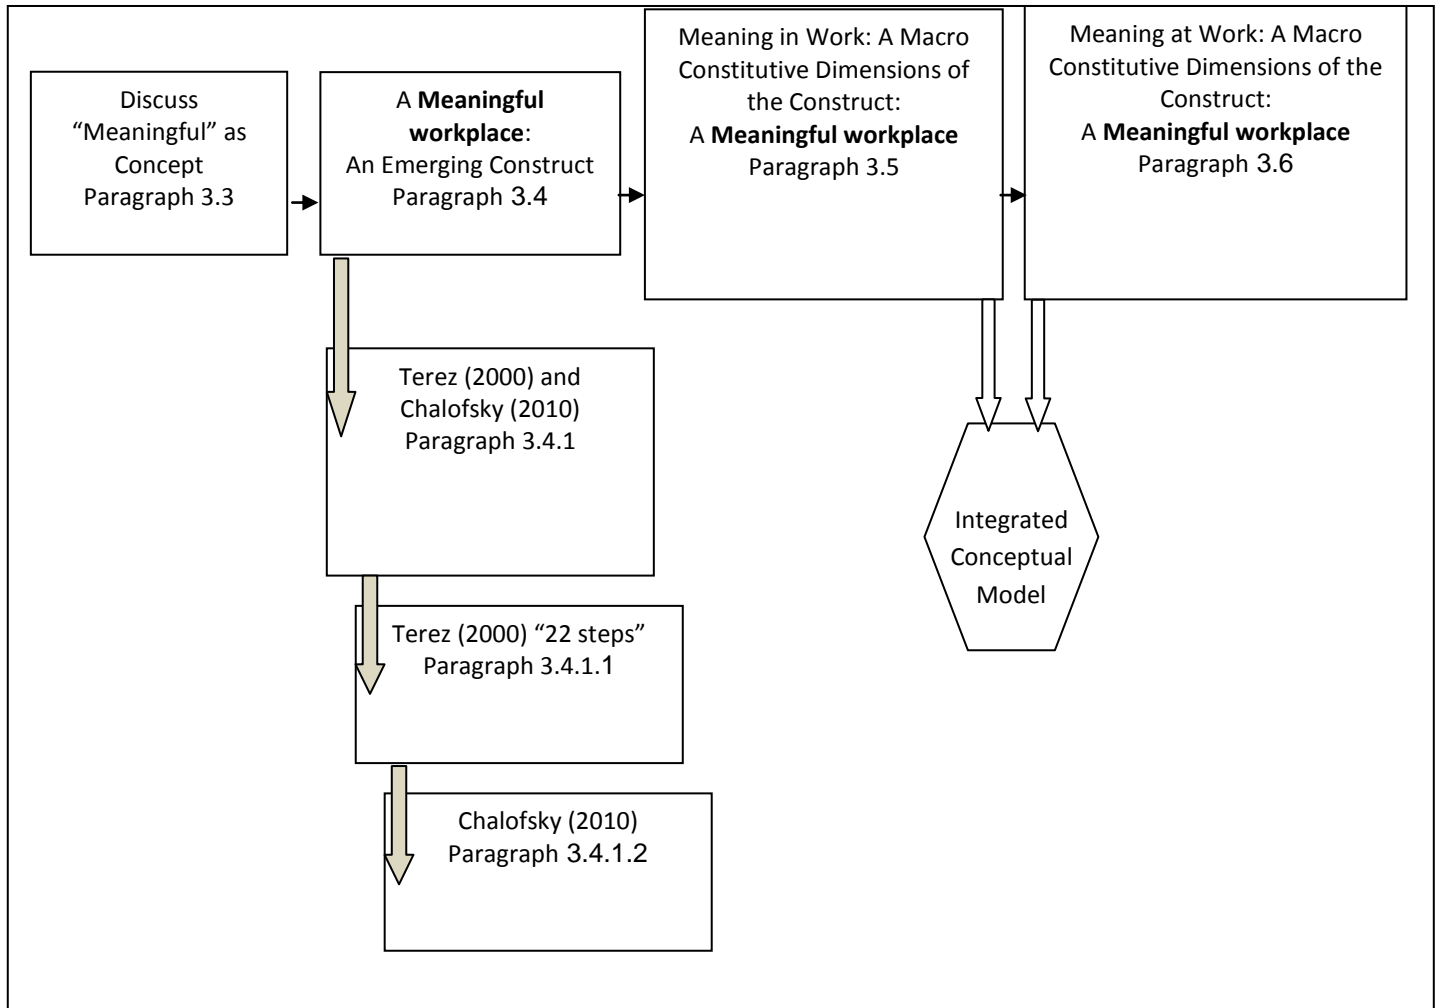 Discuss
“Meaningful” as
Concept
Paragraph 3.3
A Meaningful
workplace:
An Emerging Construct
Paragraph 3.4
Meaning in Work: A Macro
Constitutive Dimensions of
the Construct:
A Meaningful workplace
Paragraph 3.5
Meaning at Work: A Macro
Constitutive Dimensions of the
Construct:
A Meaningful workplace
Paragraph 3.6
Terez (2000) and
Chalofsky (2010)
Paragraph 3.4.1
Terez (2000) “22 steps”
Paragraph 3.4.1.1
Chalofsky (2010)
Paragraph 3.4.1.2
Integrated
Conceptual
Model